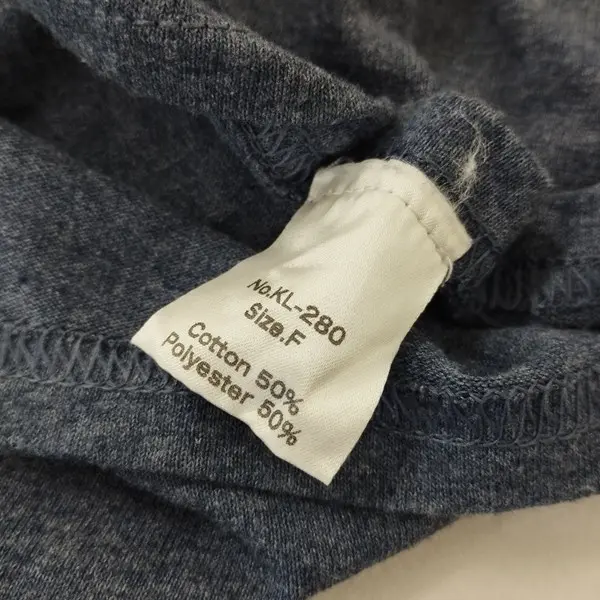 No.KL-280
Size.F
Cotton 50%
Polyester 50%